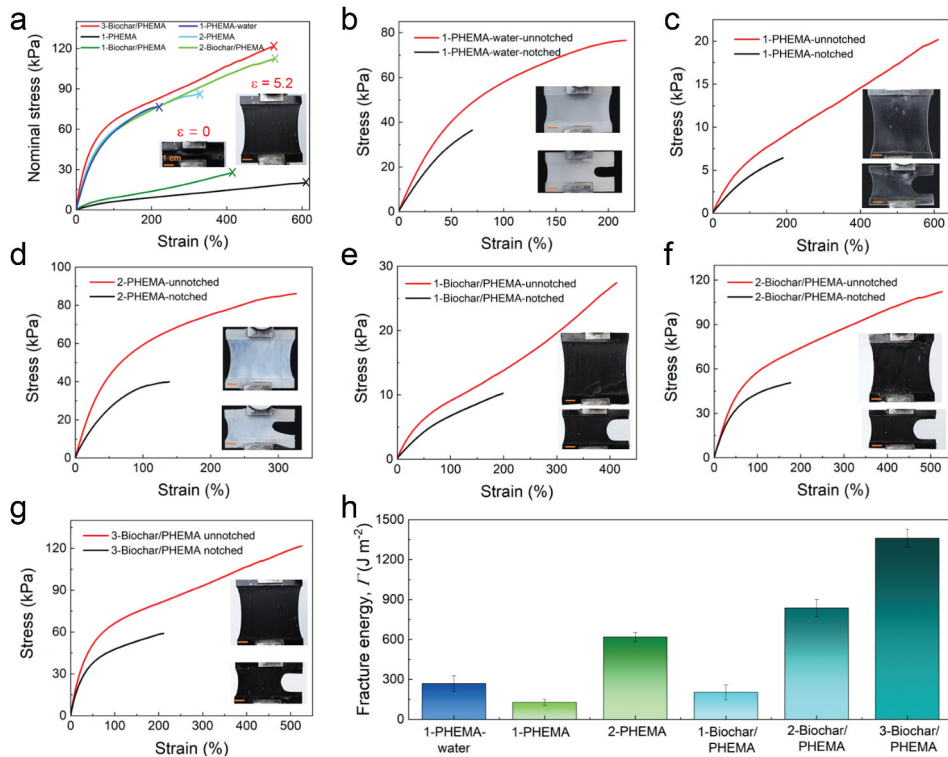 a
3-Biochar/PHEMA 1-PHEMA-water
1-PHEMA 2-PHEMA
1-Biochar/PHEMA 2-Biochar/PHEMA
Nominal stress (kPa)
150
120
90
60
30
0
ε = 5.2
ε = 0
1 cm
0 200 400 600
Strain (%)
b
1-PHEMA-water-unnotched
1-PHEMA-water-notched
Stress (kPa)
80
60
40
20
0
0 50 100 150 200
Strain (%)
c
1-PHEMA-unnotched
1-PHEMA-notched
Stress (kPa)
20
15
10
5
0
0 200 400 600
Strain (%)
d
2-PHEMA-unnotched
2-PHEMA-notched
Stress (kPa)
100
80
60
40
20
0
0 100 200 300
Strain (%)
e
1-Biochar/PHEMA-unnotched
1-Biochar/PHEMA-notched
Stress (kPa)
30
20
10
0
0 100 200 300 400
Strain (%)
f
2-Biochar/PHEMA-unnotched
2-Biochar/PHEMA-notched
Stress (kPa)
120
90
60
30
0
0 100 200 300 400 500
Strain (%)
g
3-Biochar/PHEMA unnotched
3-Biochar/PHEMA notched
Stress (kPa)
120
90
60
30
0
0 100 200 300 400 500
Strain (%)
h
Fracture energy, Γ (J m⁻²)
1500
1200
900
600
300
0
1-PHEMA-water
1-PHEMA
2-PHEMA
1-Biochar/PHEMA
2-Biochar/PHEMA
3-Biochar/PHEMA